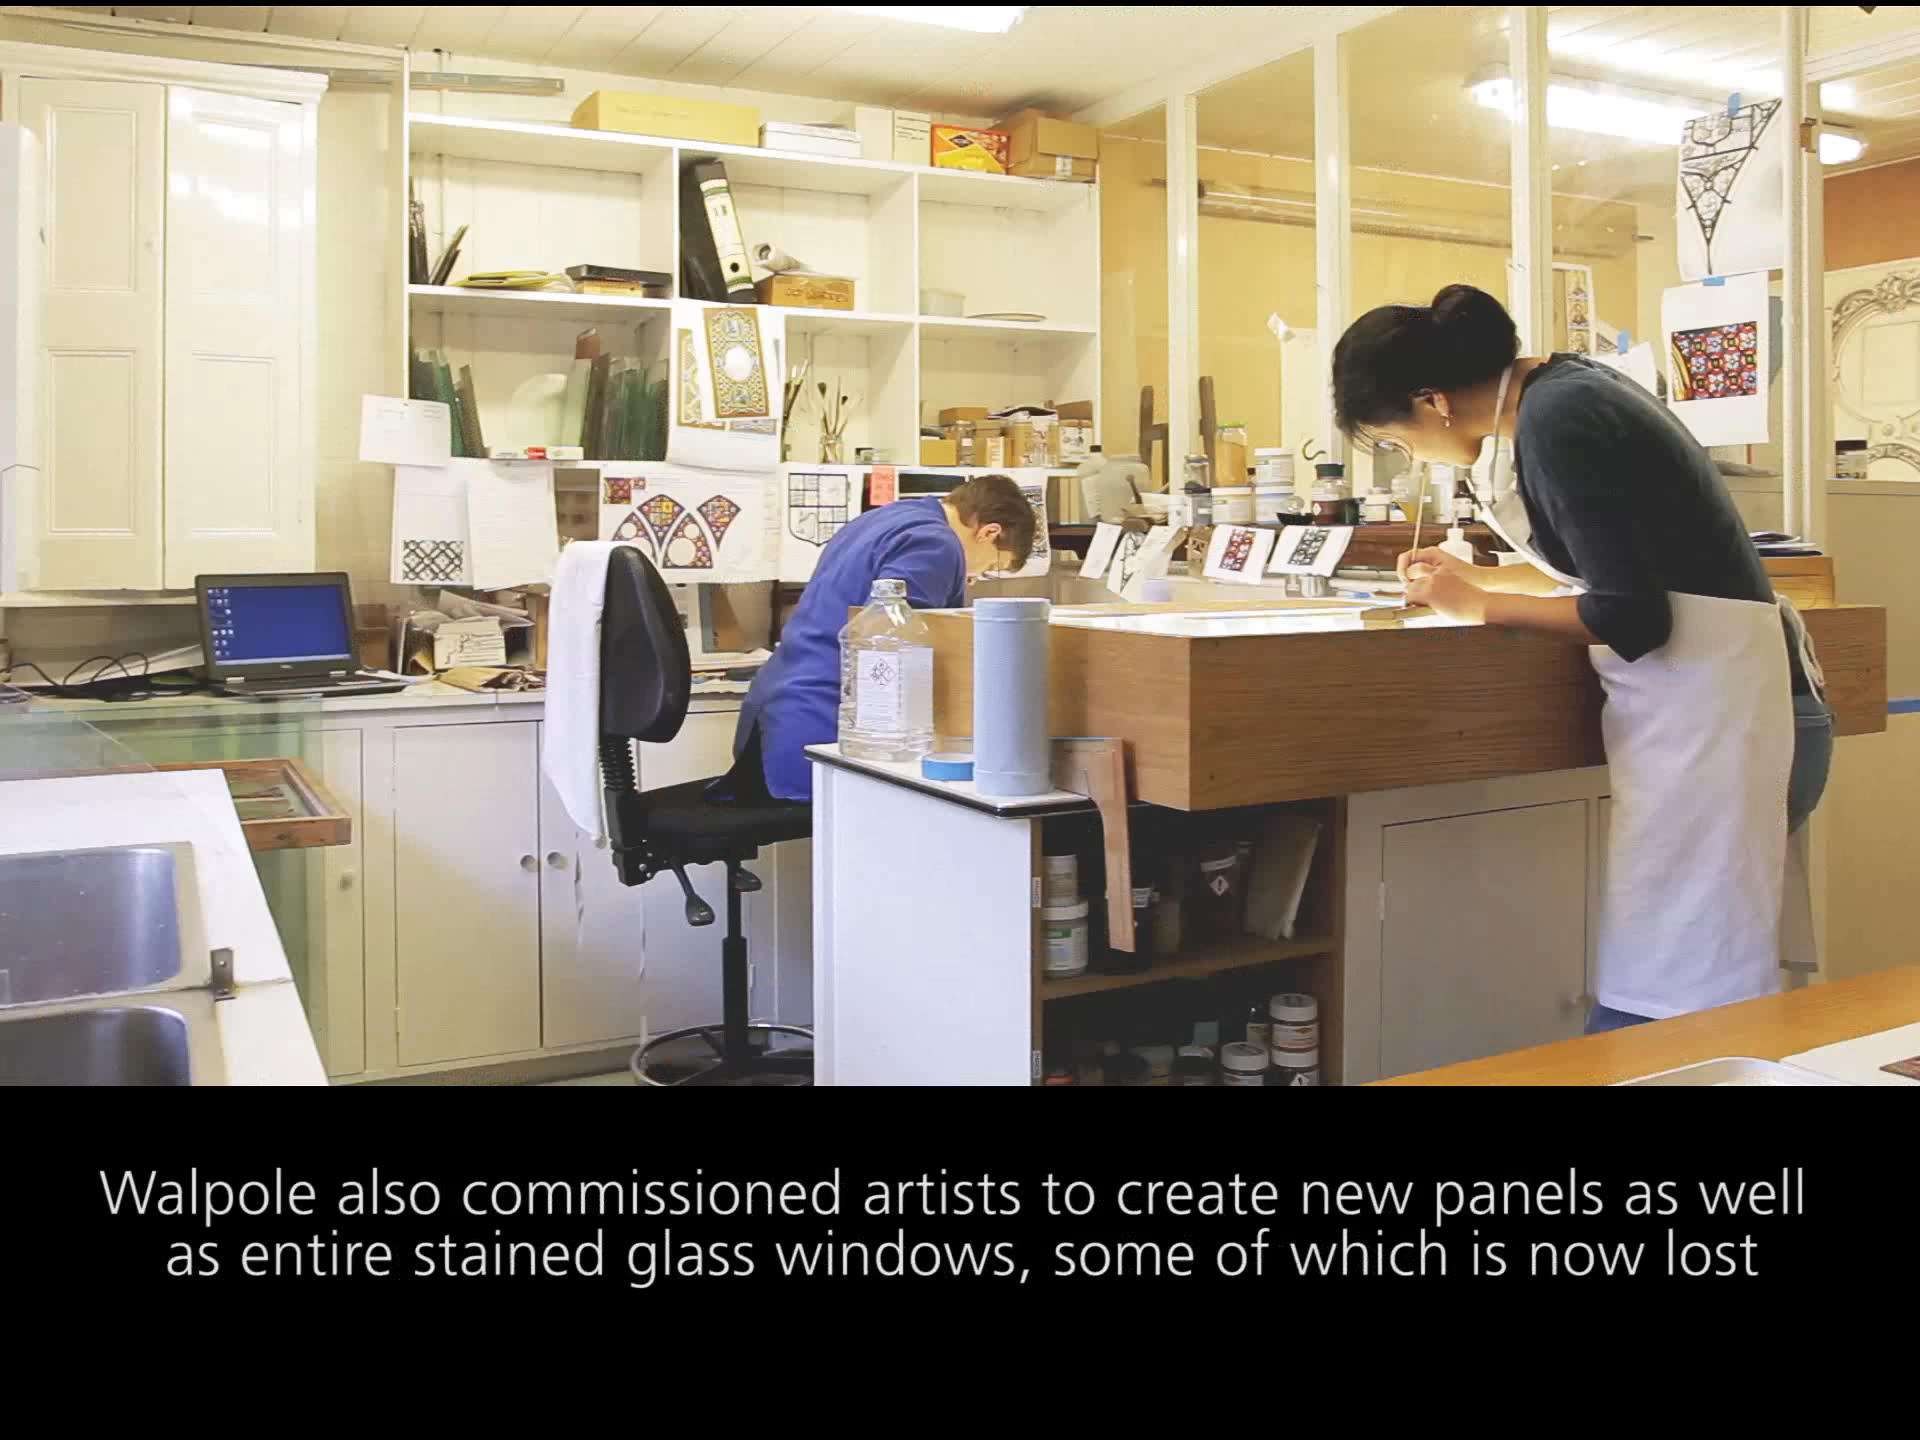 Walpole also commissioned artists to create new panels as well
as entire stained glass windows, some of which is now lost